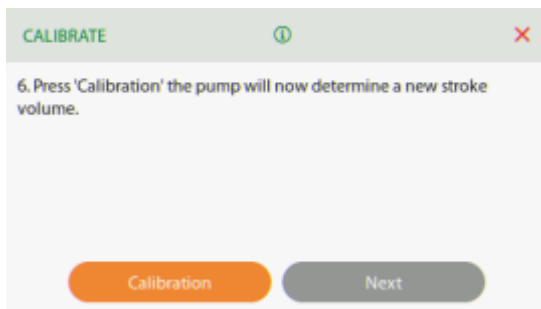 CALIBRATE
6. Press 'Calibration' the pump will now determine a new stroke
volume.
Calibration
Next